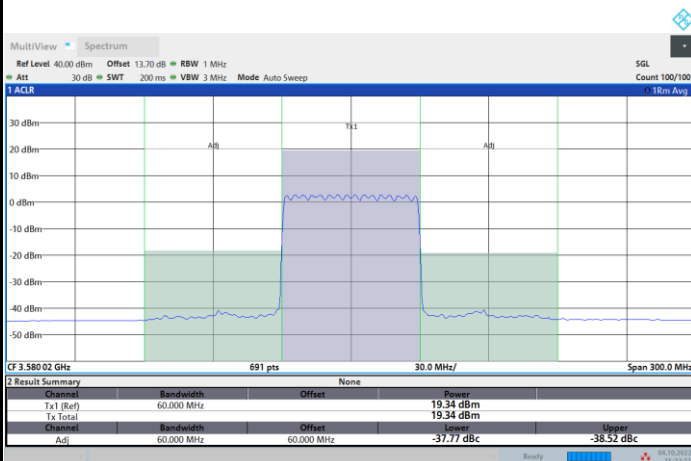 MultiView Spectrum
Ref Level 40.00 dBm Offset 13.70 dB RBW 1 MHz SGL
Att 30 dB SWT 200 ms VBW 3 MHz Mode Auto Sweep Count 100/100
1 ACLR 1Rm Avg
30 dBm
Tx1
20 dBm
Adj Adj
10 dBm
0 dBm
-10 dBm
-20 dBm
-30 dBm
-40 dBm
-50 dBm
CF 3.580 02 GHz 691 pts 30.0 MHz/ Span 300.0 MHz
2 Result Summary None
Channel Bandwidth Offset Power
Tx1 (Ref) 60.000 MHz 19.34 dBm
Tx Total 19.34 dBm
Channel Bandwidth Offset Lower Upper
Adj 60.000 MHz 60.000 MHz -37.77 dBc -38.52 dBc
Ready